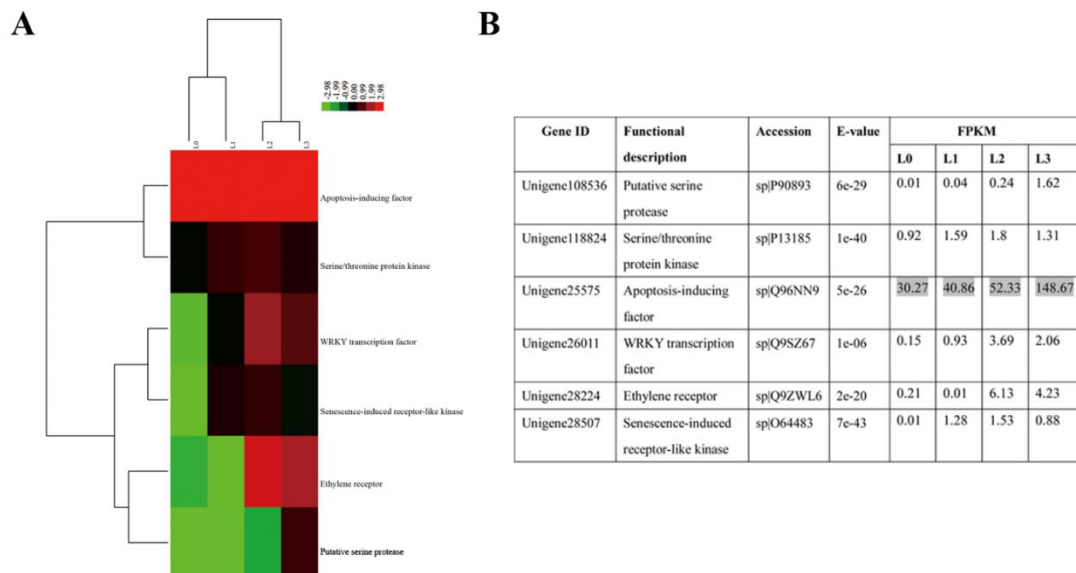 A
-2.98
-1.99
-0.99
0.00
0.99
1.99
2.98
L0
L1
L2
L3
Apoptosis-inducing factor
Serine/threonine protein kinase
WRKY transcription factor
Senescence-induced receptor-like kinase
Ethylene receptor
Putative serine protease
B
Gene ID Functional Accession E-value FPKM
description L0 L1 L2 L3
Unigene108536 Putative serine sp|P90893 6e-29 0.01 0.04 0.24 1.62
protease
Unigene118824 Serine/threonine sp|P13185 1e-40 0.92 1.59 1.8 1.31
protein kinase
Unigene25575 Apoptosis-inducing sp|Q96NN9 5e-26 30.27 40.86 52.33 148.67
factor
Unigene26011 WRKY transcription sp|Q9SZ67 1e-06 0.15 0.93 3.69 2.06
factor
Unigene28224 Ethylene receptor sp|Q9ZWL6 2e-20 0.21 0.01 6.13 4.23
Unigene28507 Senescence-induced sp|O64483 7e-43 0.01 1.28 1.53 0.88
receptor-like kinase